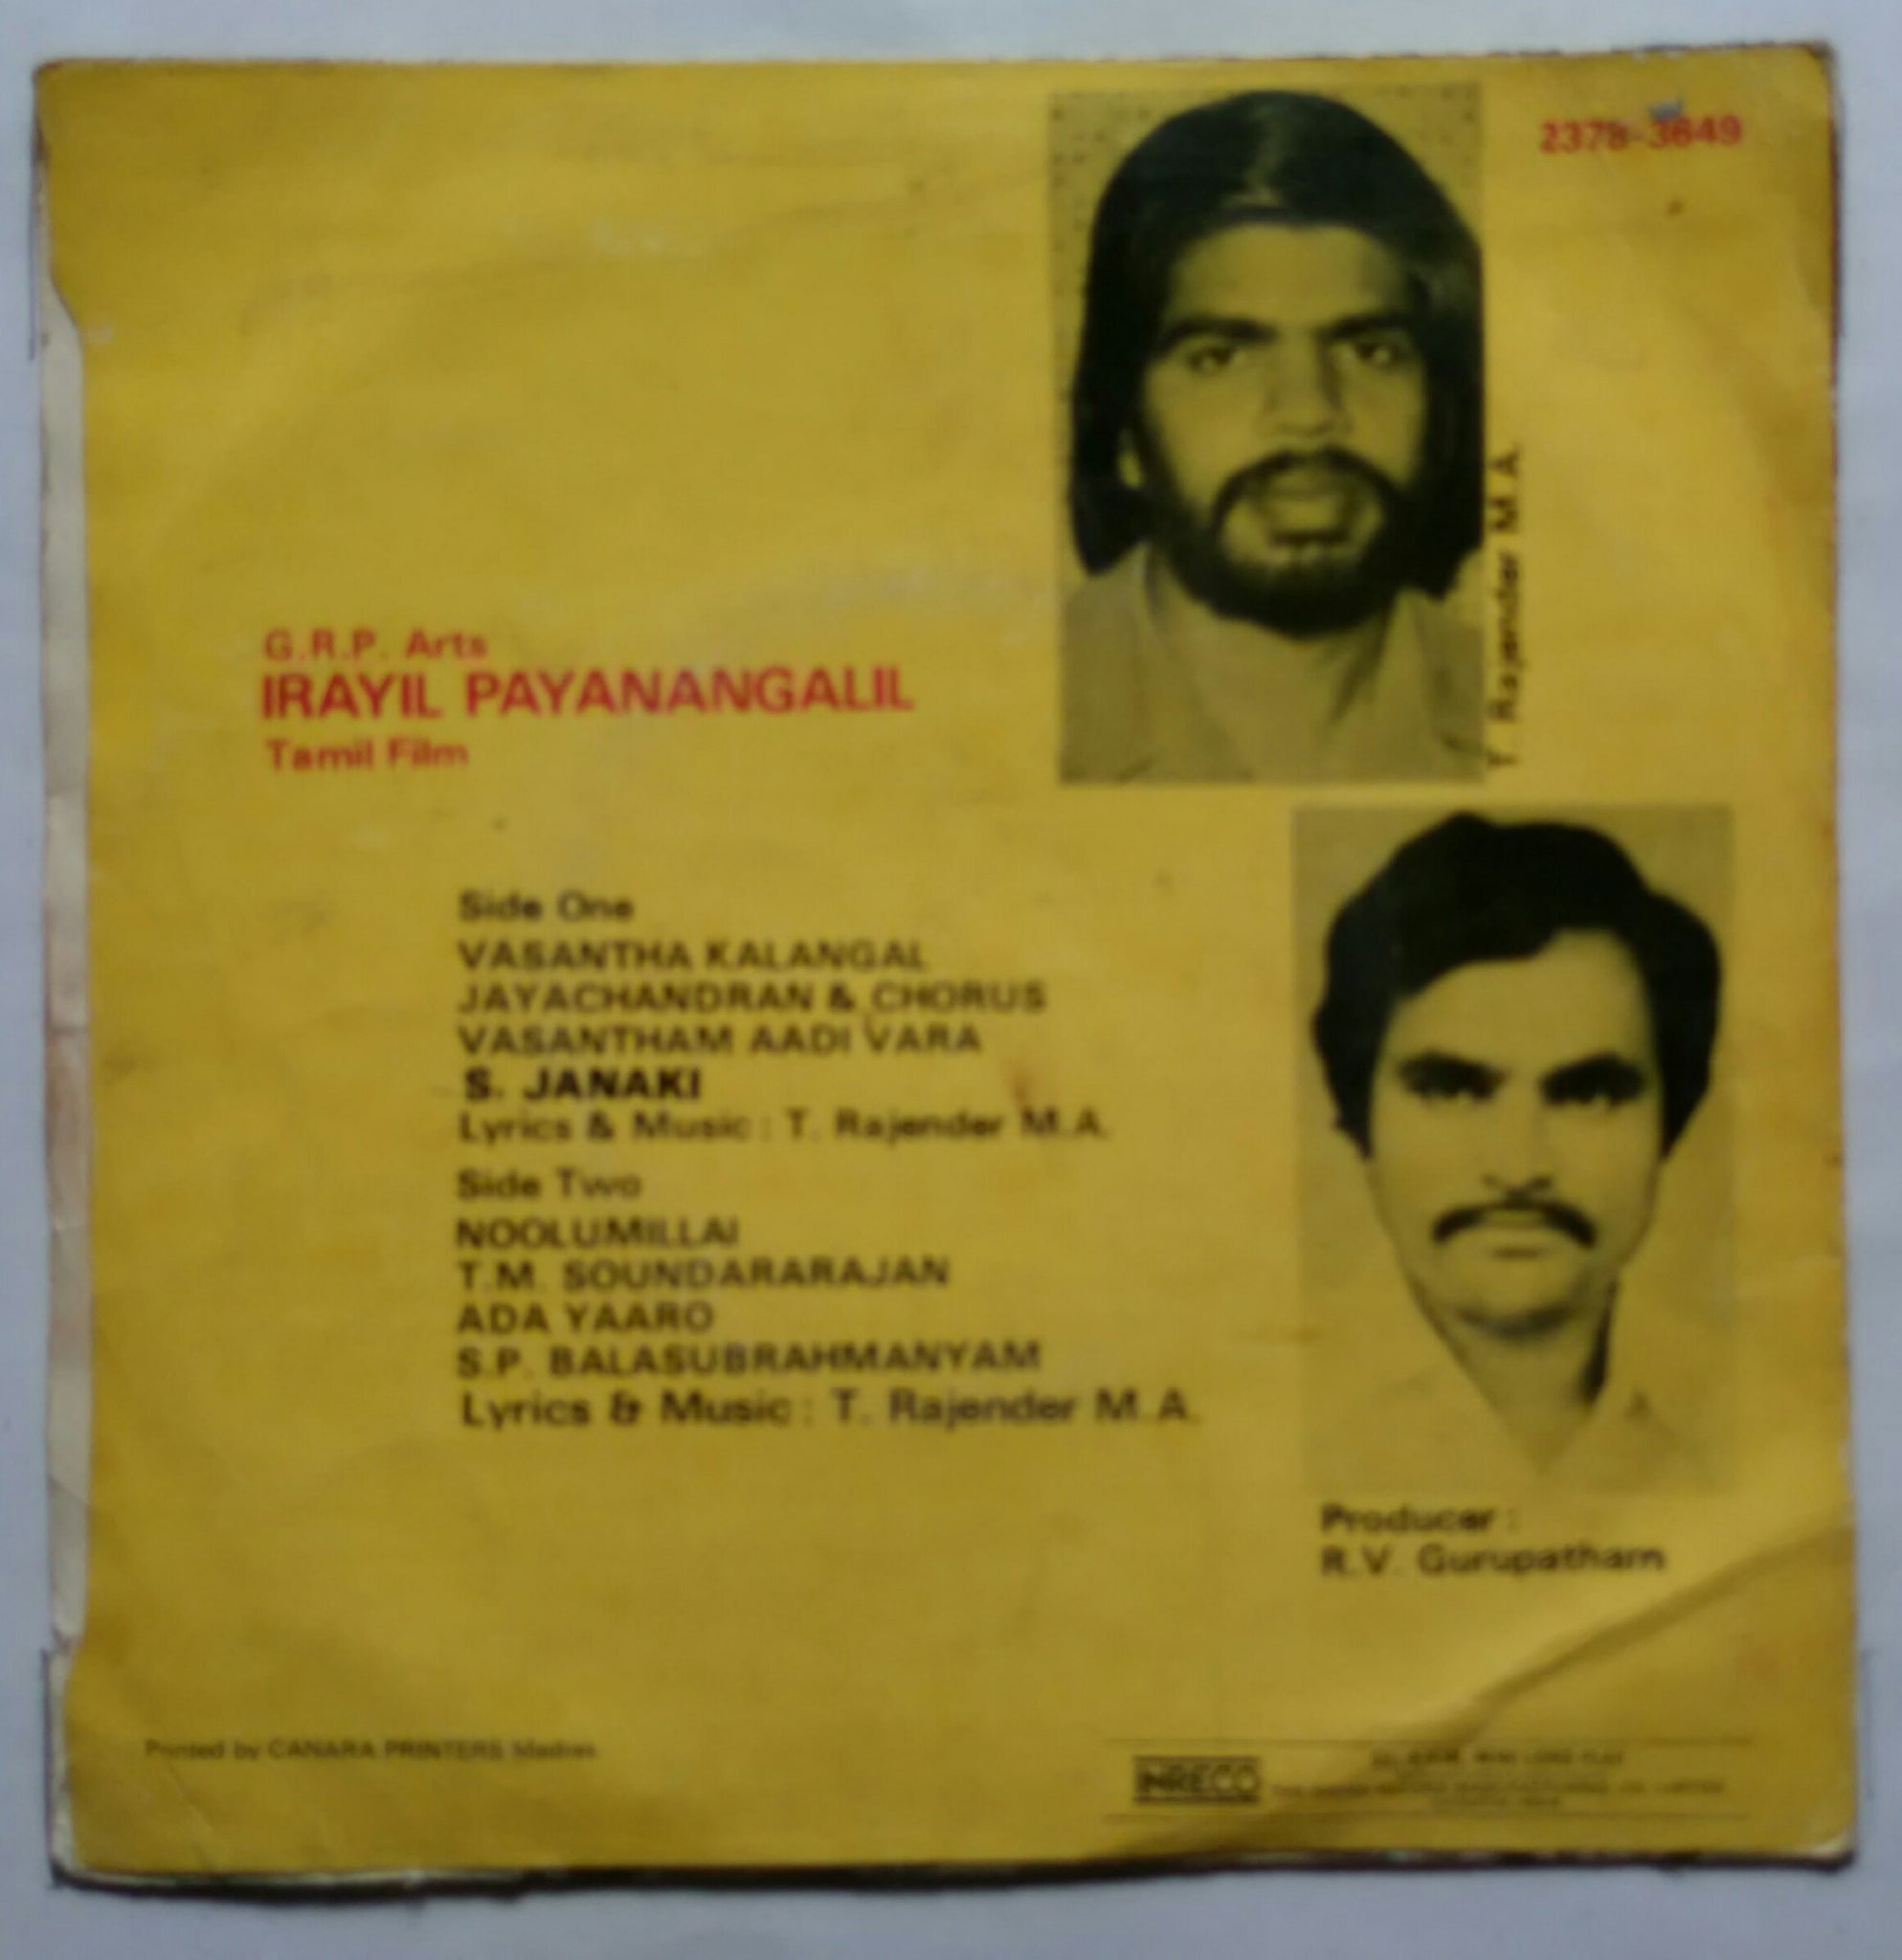 2378-3649
T. Rajender M.A.
G.R.P. Arts
IRAYIL PAYANANGALIL
Tamil Film
Side One
VASANTHA KALANGAL
JAYACHANDRAN & CHORUS
VASANTHAM AADI VARA
S. JANAKI
Lyrics & Music : T. Rajender M.A.
Side Two
NOOLUMILLAI
T.M. SOUNDARARAJAN
ADA YAARO
S.P. BALASUBRAHMANYAM
Lyrics & Music : T. Rajender M.A.
Producer :
R.V. Gurupatham
Printed by CANARA PRINTERS Madras
INRECO